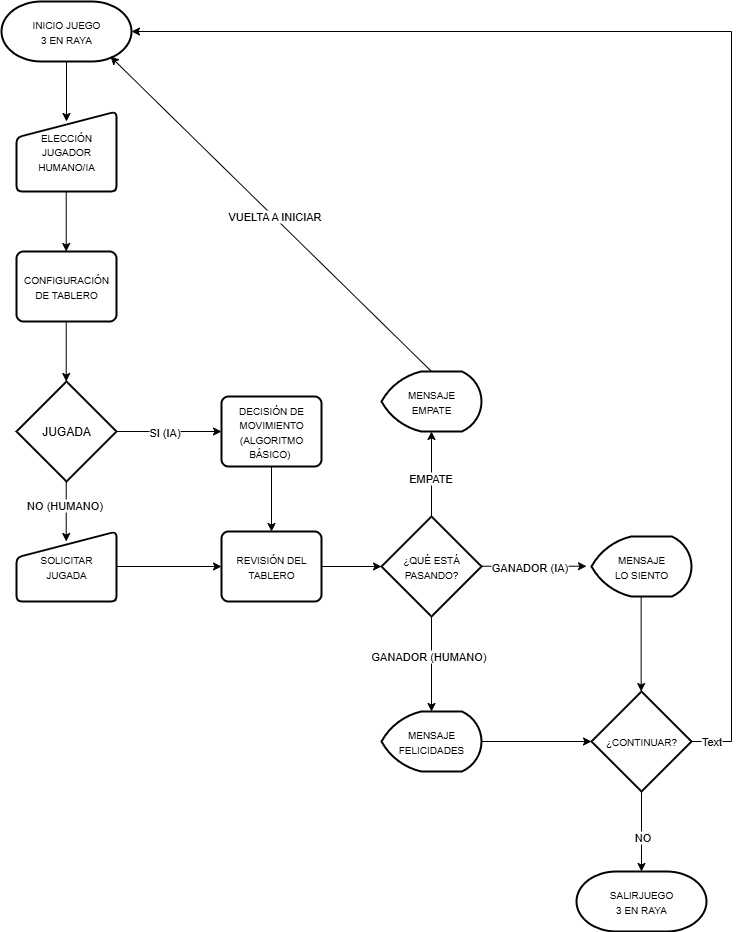 INICIO JUEGO
3 EN RAYA
ELECCIÓN
JUGADOR
HUMANO/IA
VUELTA A INICIAR
CONFIGURACIÓN
DE TABLERO
MENSAJE
EMPATE
JUGADA
SI (IA)
DECISIÓN DE
MOVIMIENTO
(ALGORITMO
BÁSICO)
EMPATE
NO (HUMANO)
SOLICITAR
JUGADA
REVISIÓN DEL
TABLERO
¿QUÉ ESTÁ
PASANDO?
GANADOR (IA)
MENSAJE
LO SIENTO
GANADOR (HUMANO)
MENSAJE
FELICIDADES
¿CONTINUAR?
Text
NO
SALIRJUEGO
3 EN RAYA